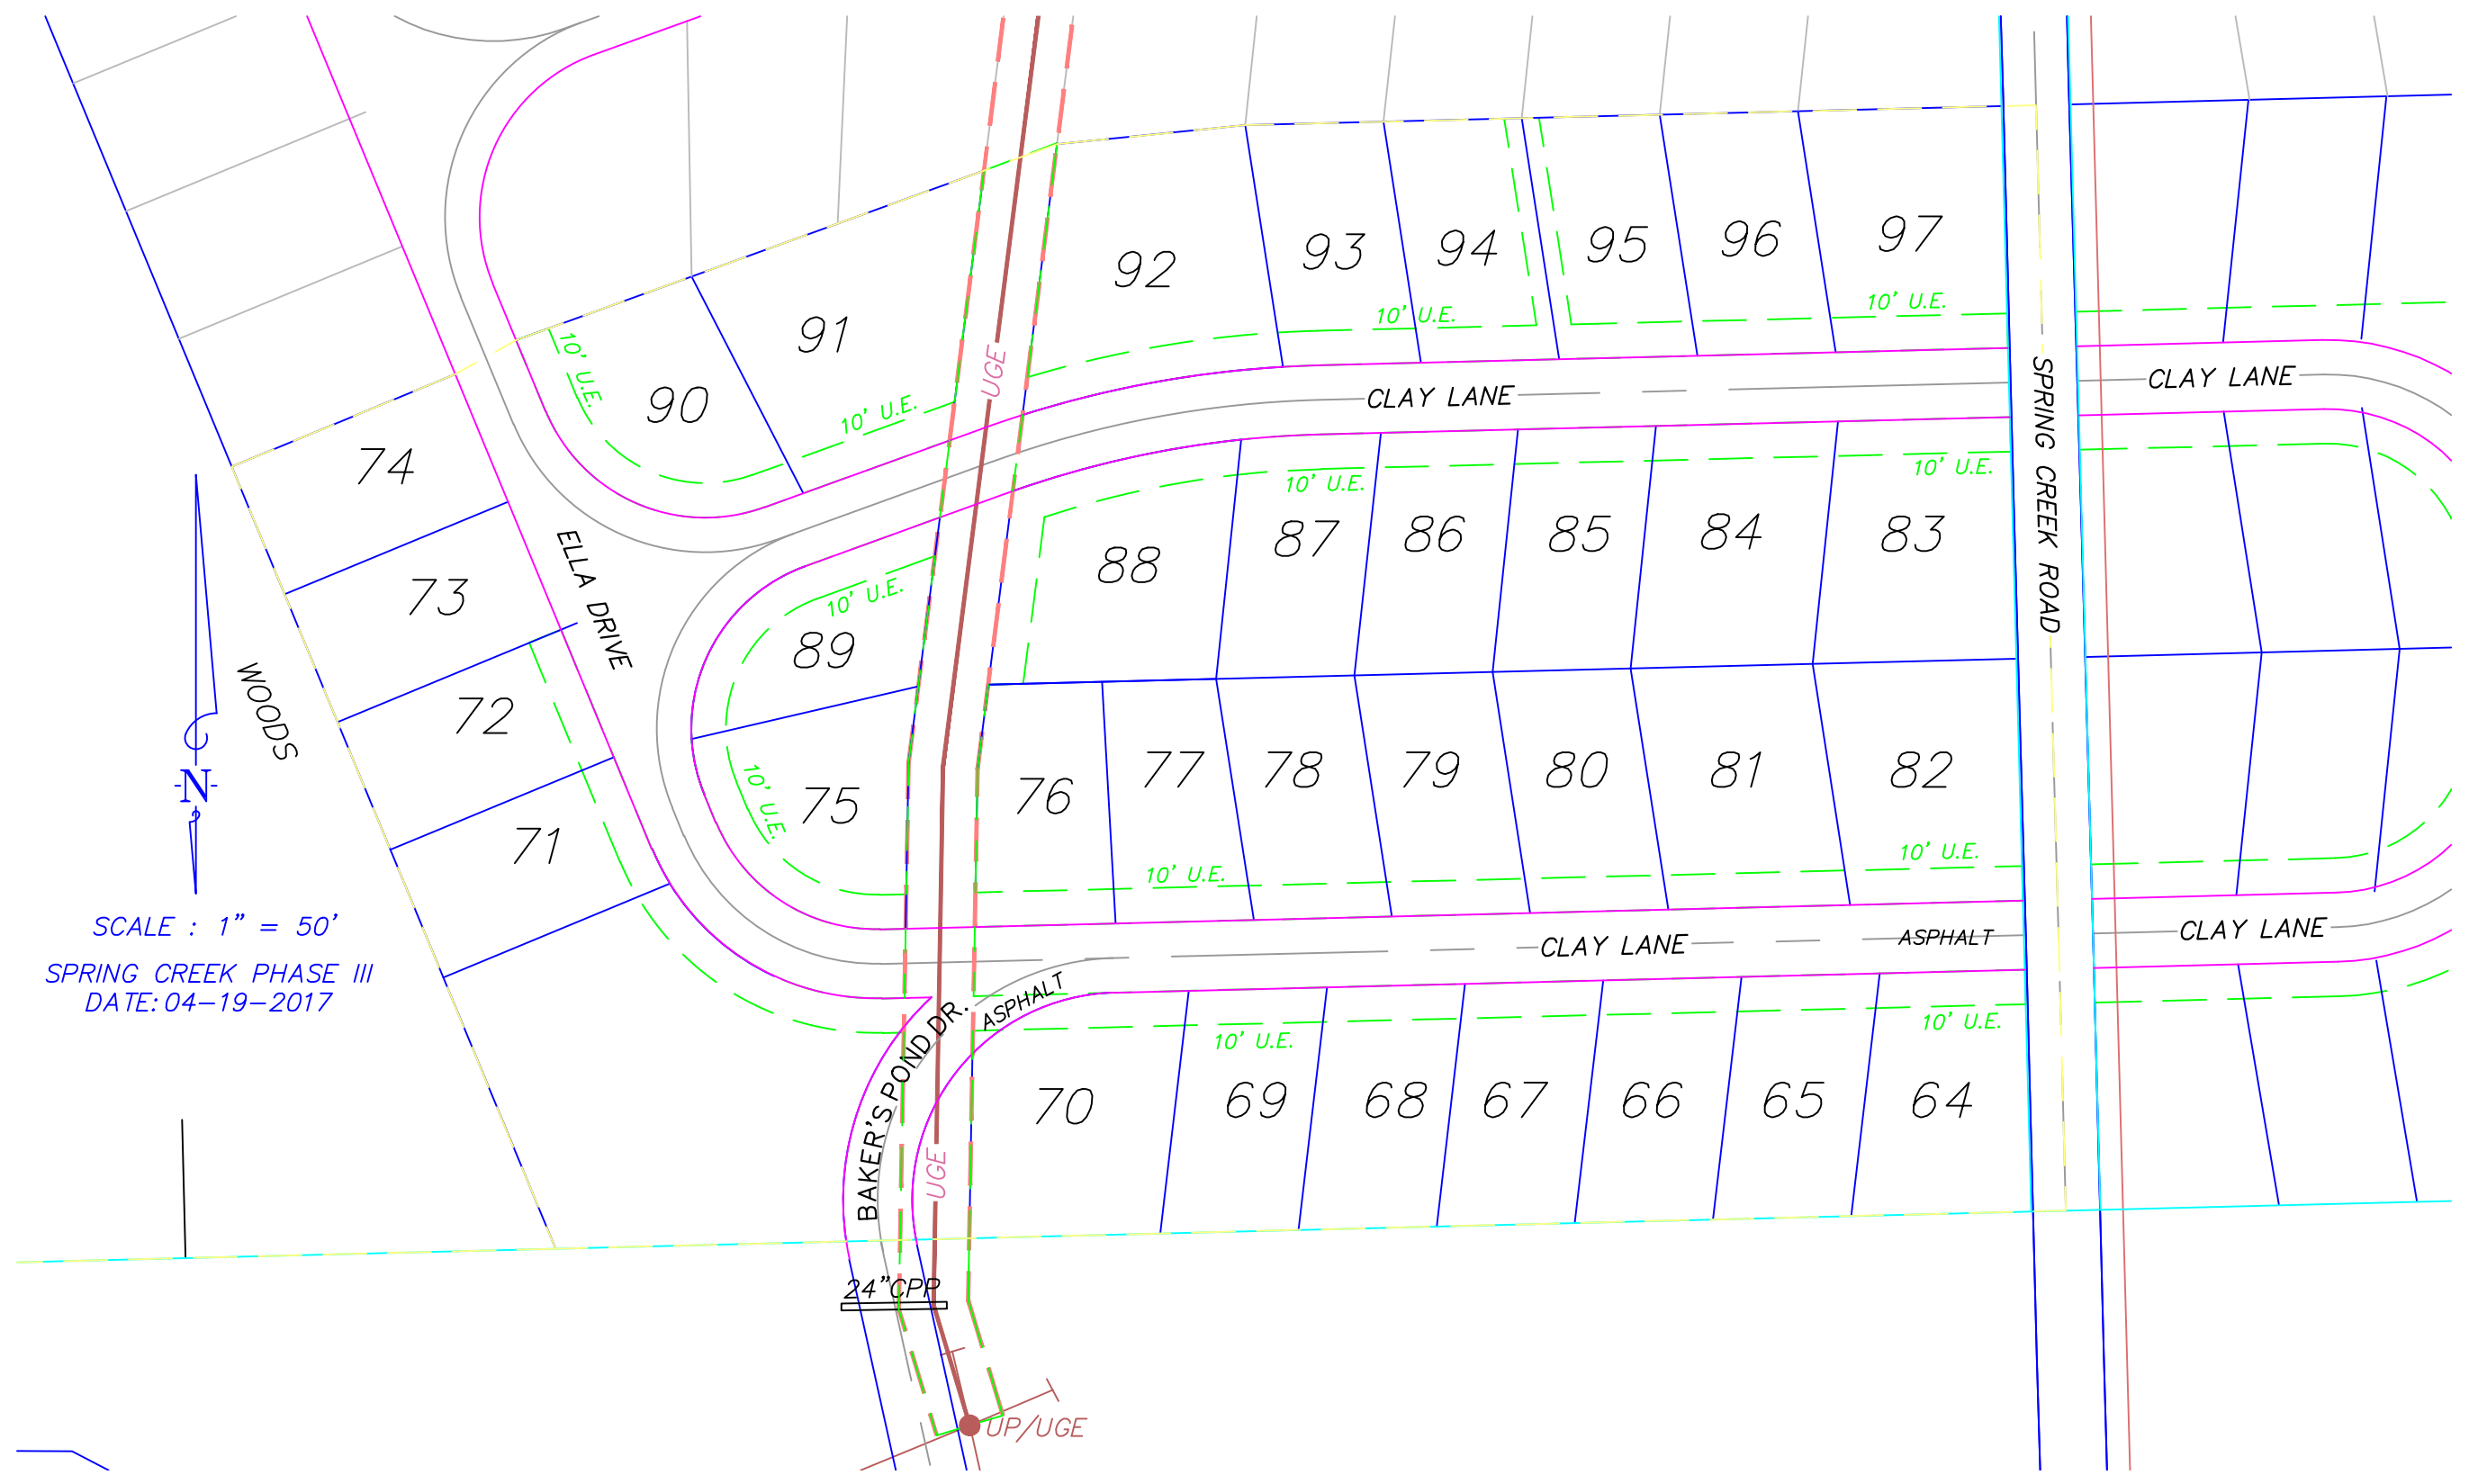 92
93
94
95
96
97
10' U.E.
10' U.E.
91
UGE
10' U.E.
10' U.E.
90
CLAY LANE
CLAY LANE
SPRING CREEK ROAD
74
10' U.E.
10' U.E.
88
87
86
85
84
83
73
ELLA DRIVE
10' U.E.
89
WOODS
72
N
75
10' U.E.
76
77
78
79
80
81
82
71
10' U.E.
10' U.E.
SCALE : 1" = 50'
SPRING CREEK PHASE III
DATE: 04-19-2017
CLAY LANE
ASPHALT
CLAY LANE
BAKER'S POND DR.
ASPHALT
10' U.E.
10' U.E.
70
69
68
67
66
65
64
UGE
24"CPP
UP/UGE